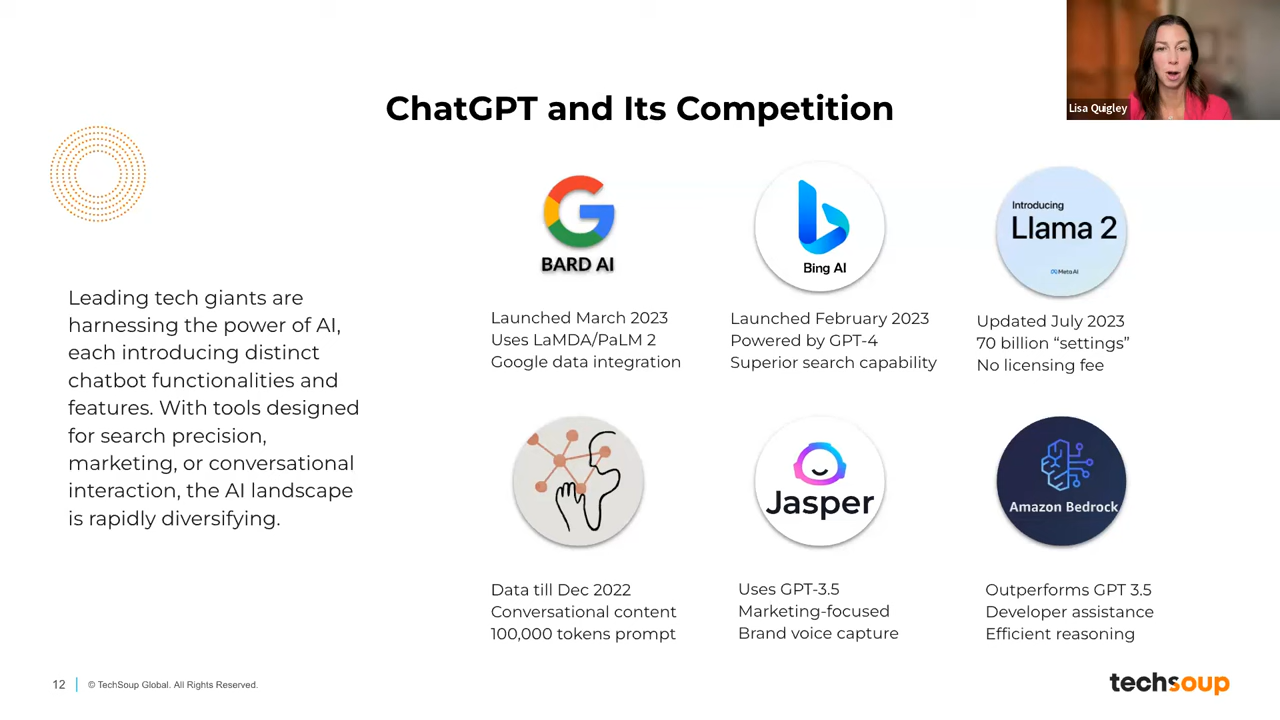 Lisa Quigley
ChatGPT and Its Competition
Leading tech giants are
harnessing the power of AI,
each introducing distinct
chatbot functionalities and
features. With tools designed
for search precision,
marketing, or conversational
interaction, the AI landscape
is rapidly diversifying.
BARD AI
Launched March 2023
Uses LaMDA/PaLM 2
Google data integration
Bing AI
Launched February 2023
Powered by GPT-4
Superior search capability
Introducing
Llama 2
Meta AI
Updated July 2023
70 billion “settings”
No licensing fee
Data till Dec 2022
Conversational content
100,000 tokens prompt
Jasper
Uses GPT-3.5
Marketing-focused
Brand voice capture
Amazon Bedrock
Outperforms GPT 3.5
Developer assistance
Efficient reasoning
12
© TechSoup Global. All Rights Reserved.
techsoup